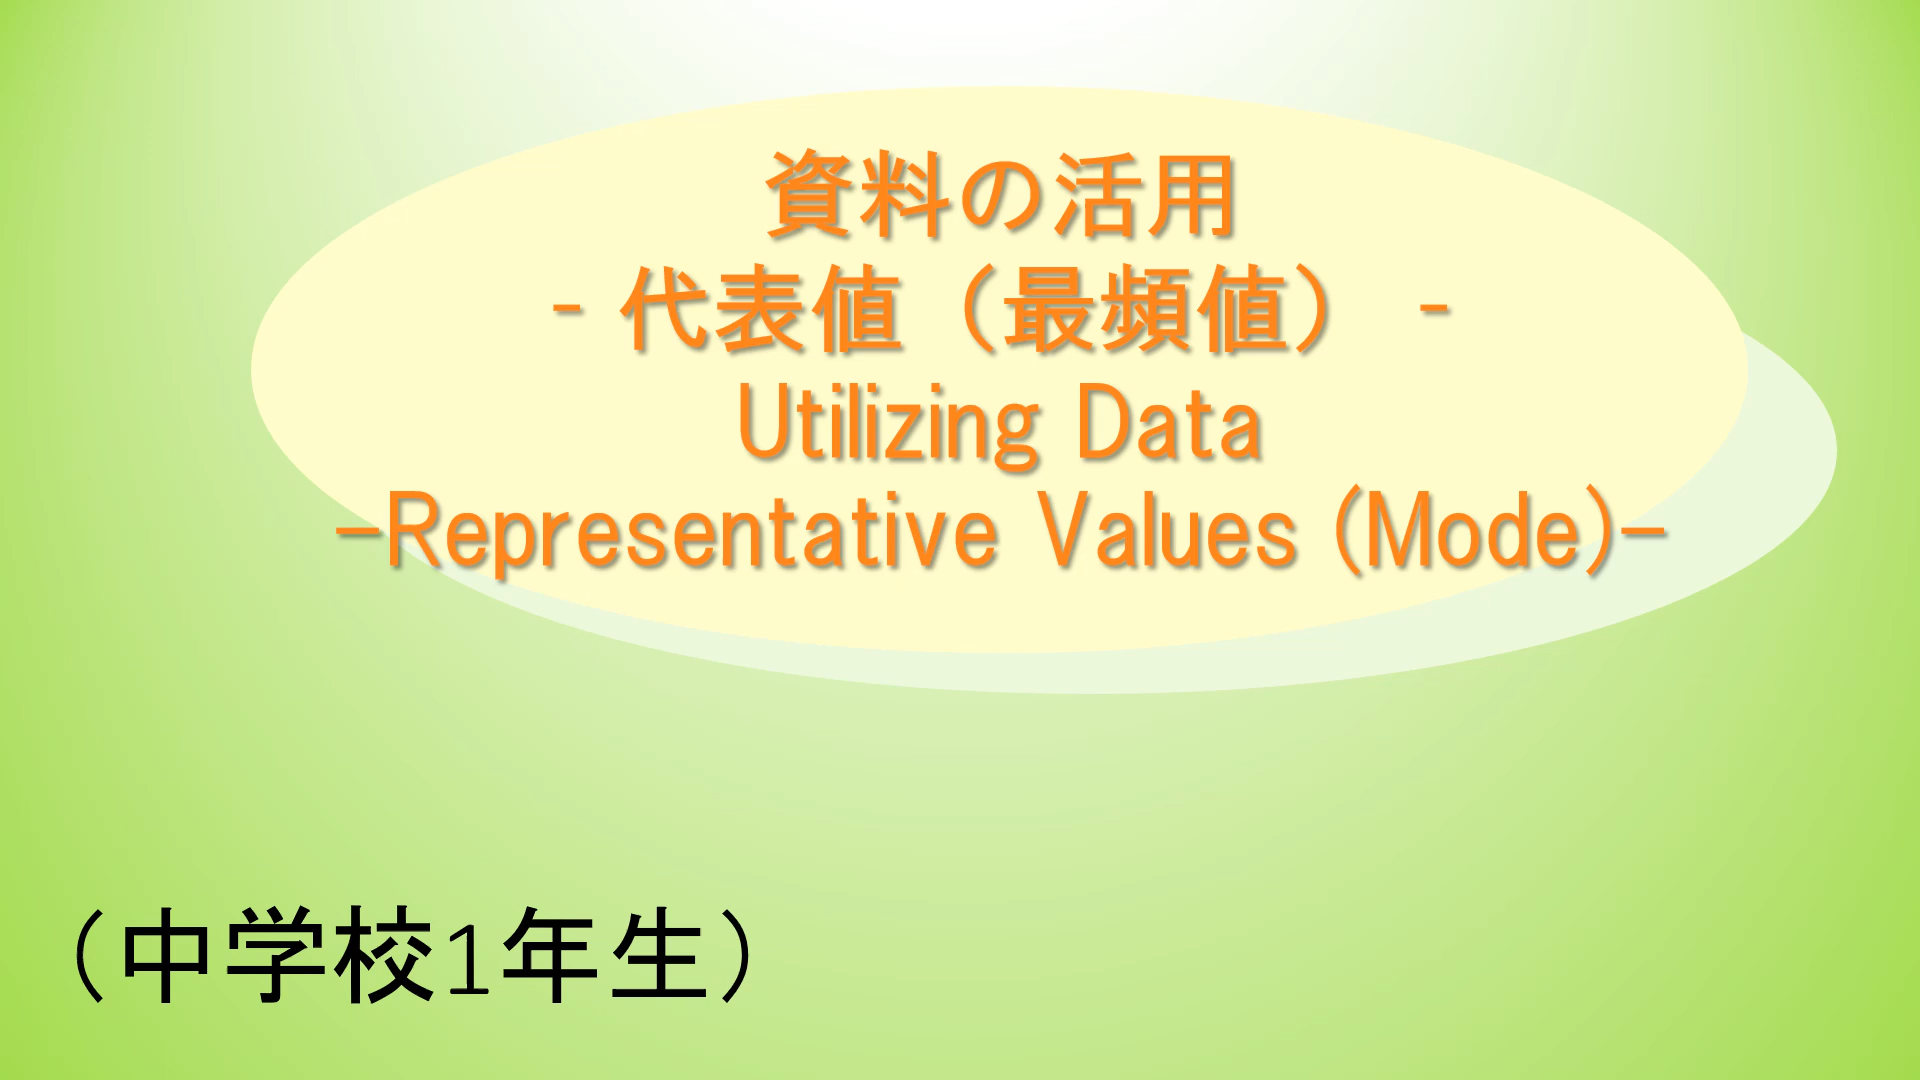 資料の活用
- 代表値（最頻値） -
Utilizing Data
-Representative Values (Mode)-
（中学校1年生）